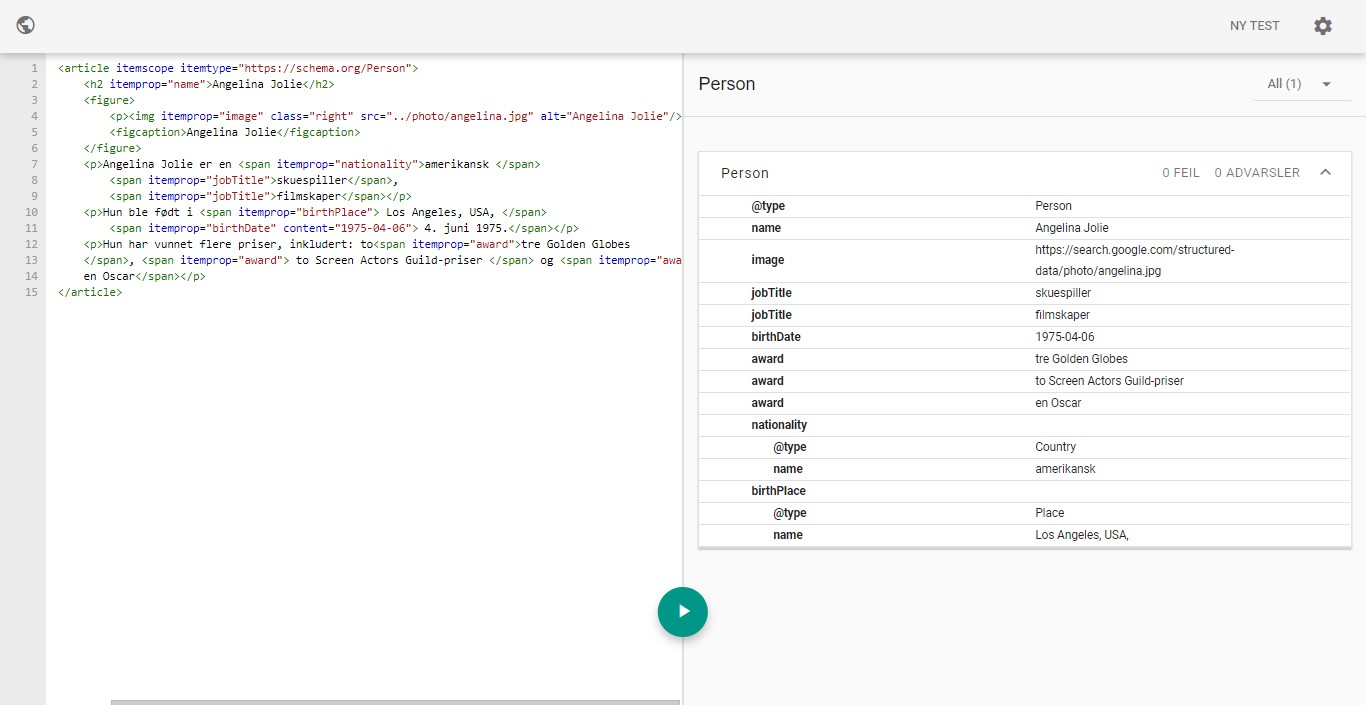 NY TEST
1 <article itemscope itemtype="https://schema.org/Person">
2 <h2 itemprop="name">Angelina Jolie</h2>
3 <figure>
4 <p><img itemprop="image" class="right" src="../photo/angelina.jpg" alt="Angelina Jolie"/>
5 <figcaption>Angelina Jolie</figcaption>
6 </figure>
7 <p>Angelina Jolie er en <span itemprop="nationality">amerikansk </span>
8 <span itemprop="jobTitle">skuespiller</span>,
9 <span itemprop="jobTitle">filmskaper</span></p>
10 <p>Hun ble født i <span itemprop="birthPlace"> Los Angeles, USA, </span>
11 <span itemprop="birthDate" content="1975-04-06"> 4. juni 1975.</span></p>
12 <p>Hun har vunnet flere priser, inkludert: to<span itemprop="award">tre Golden Globes
13 </span>, <span itemprop="award"> to Screen Actors Guild-priser </span> og <span itemprop="awa
14 en Oscar</span></p>
15 </article>
Person
All (1)
Person 0 FEIL 0 ADVARSLER
@type Person
name Angelina Jolie
image https://search.google.com/structured-
data/photo/angelina.jpg
jobTitle skuespiller
jobTitle filmskaper
birthDate 1975-04-06
award tre Golden Globes
award to Screen Actors Guild-priser
award en Oscar
nationality
@type Country
name amerikansk
birthPlace
@type Place
name Los Angeles, USA,